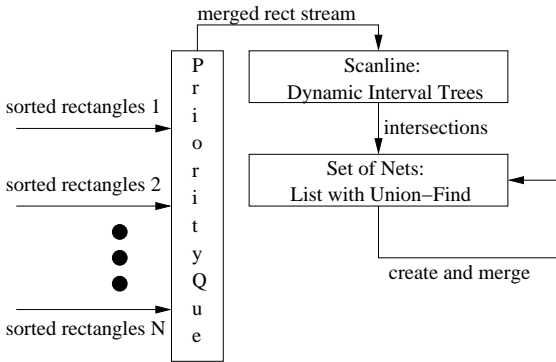 merged rect stream
PriorityQue
Scanline:
Dynamic Interval Trees
sorted rectangles 1
intersections
Set of Nets:
List with Union−Find
sorted rectangles 2
create and merge
sorted rectangles N